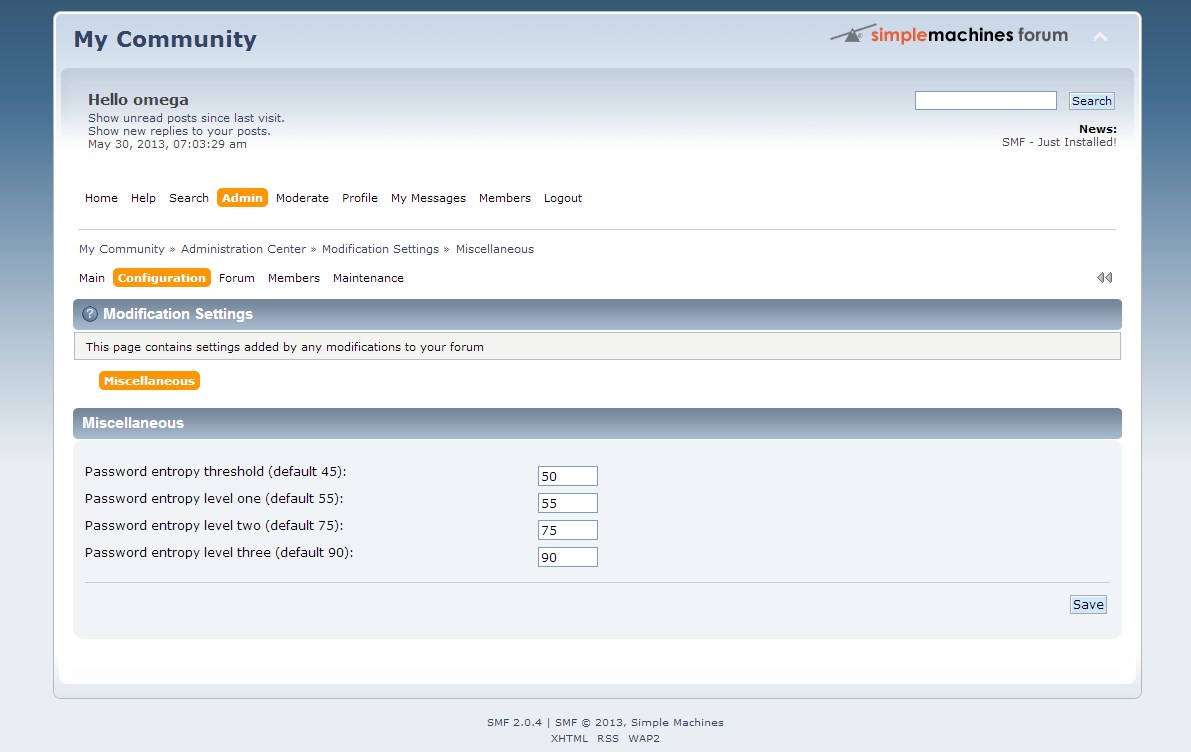 My Community
simplemachines forum
Hello omega
Show unread posts since last visit.
Show new replies to your posts.
May 30, 2013, 07:03:29 am
Search
News:
SMF - Just Installed!
Home Help Search Admin Moderate Profile My Messages Members Logout
My Community » Administration Center » Modification Settings » Miscellaneous
Main Configuration Forum Members Maintenance
? Modification Settings
This page contains settings added by any modifications to your forum
Miscellaneous
Miscellaneous
Password entropy threshold (default 45): 50
Password entropy level one (default 55): 55
Password entropy level two (default 75): 75
Password entropy level three (default 90): 90
Save
SMF 2.0.4 | SMF © 2013, Simple Machines
XHTML RSS WAP2